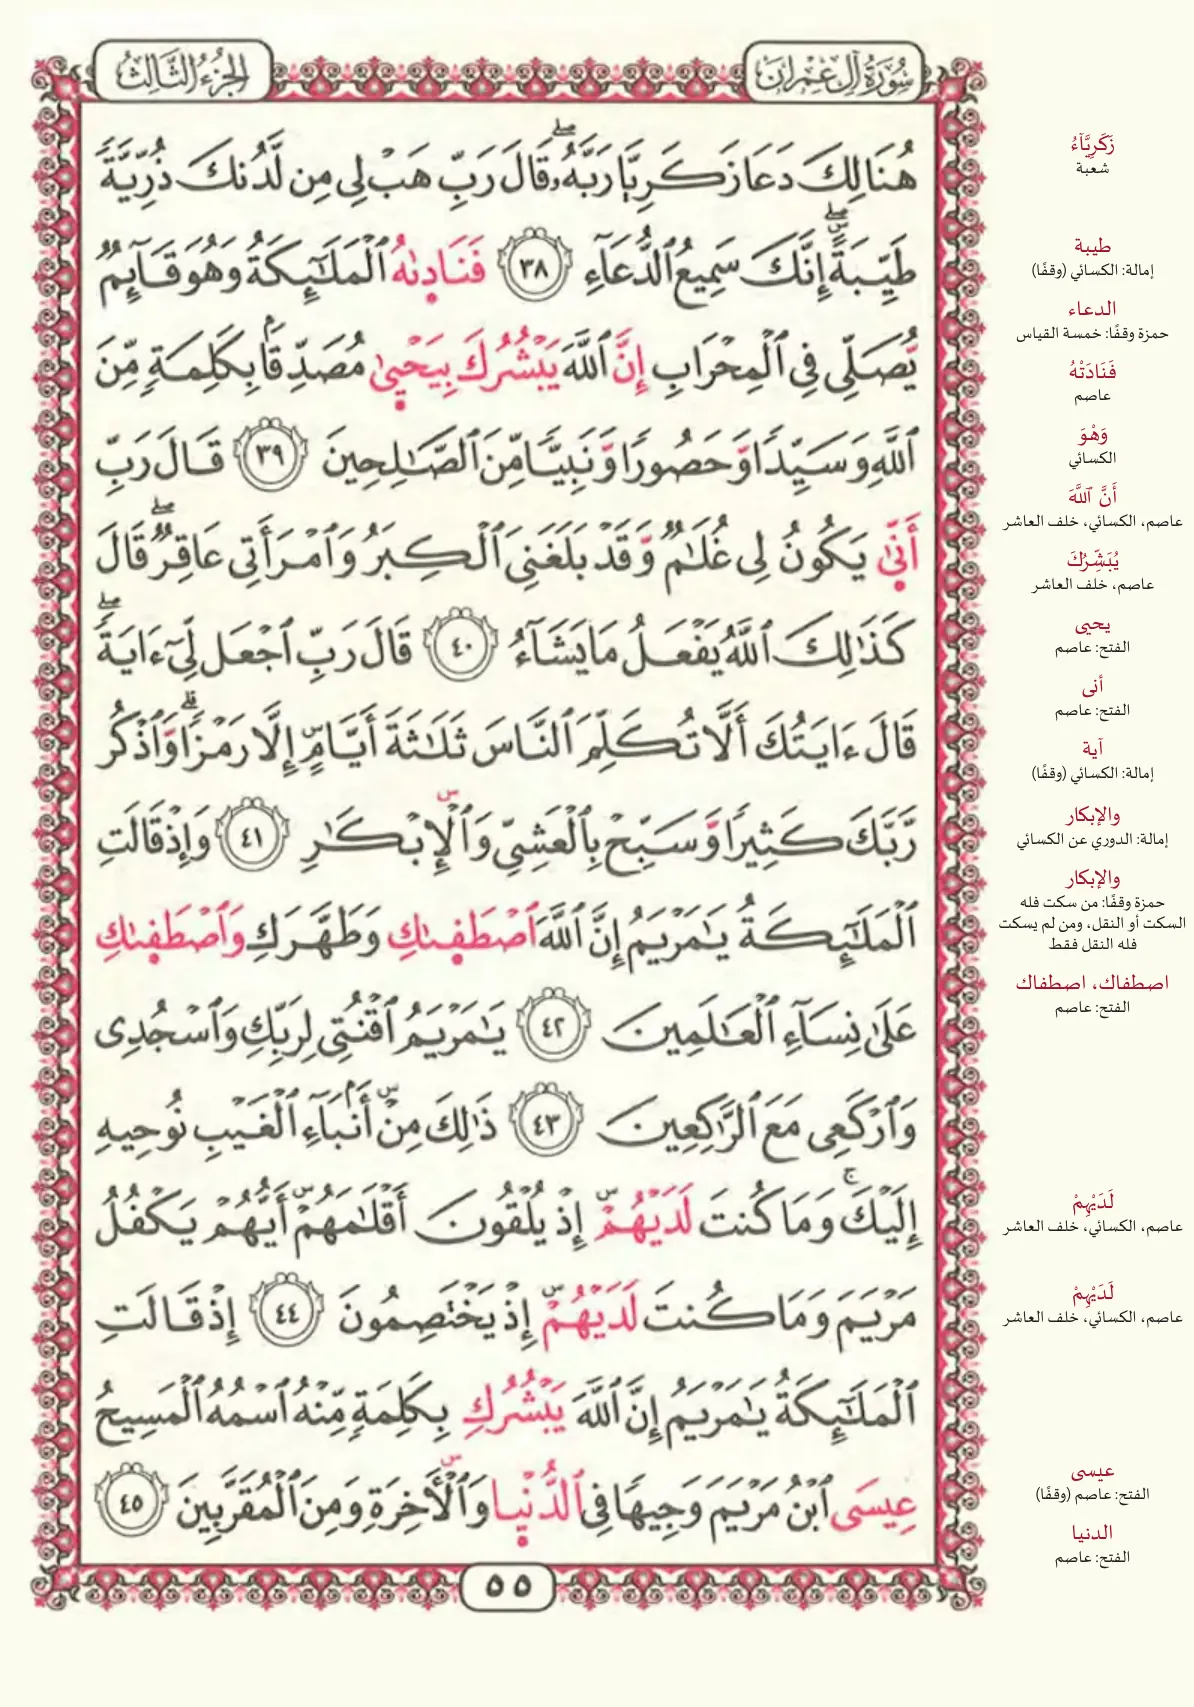 سُورَةُ آلِ عِمْرَانَ
الجُزْءُ الثَّالِثُ
هُنَالِكَ دَعَا زَكَرِيَّا رَبَّهُۥۖ قَالَ رَبِّ هَبْ لِى مِن لَّدُنكَ ذُرِّيَّةً
طَيِّبَةًۖ إِنَّكَ سَمِيعُ ٱلدُّعَآءِ ٣٨ فَنَادَىٰهُ ٱلْمَلَٰٓئِكَةُ وَهُوَ قَآئِمٌ
يُصَلِّى فِى ٱلْمِحْرَابِ إِنَّ ٱللَّهَ يَبْشُرُكَ بِيَحْيَىٰ مُصَدِّقًۢا بِكَلِمَةٍ مِّنَ
ٱللَّهِ وَسَيِّدًا وَحَصُورًا وَنَبِيًّا مِّنَ ٱلصَّٰلِحِينَ ٣٩ قَالَ رَبِّ
أَنَّىٰ يَكُونُ لِى غُلَٰمٌ وَقَدْ بَلَغَنِىَ ٱلْكِبَرُ وَٱمْرَأَتِى عَاقِرٌۖ قَالَ
كَذَٰلِكَ ٱللَّهُ يَفْعَلُ مَا يَشَآءُ ٤٠ قَالَ رَبِّ ٱجْعَل لِّىٓ ءَايَةًۖ
قَالَ ءَايَتُكَ أَلَّا تُكَلِّمَ ٱلنَّاسَ ثَلَٰثَةَ أَيَّامٍ إِلَّا رَمْزًاۗ وَٱذْكُر
رَّبَّكَ كَثِيرًا وَسَبِّحْ بِٱلْعَشِىِّ وَٱلْإِبْكَٰرِ ٤١ وَإِذْ قَالَتِ
ٱلْمَلَٰٓئِكَةُ يَٰمَرْيَمُ إِنَّ ٱللَّهَ ٱصْطَفَىٰكِ وَطَهَّرَكِ وَٱصْطَفَىٰكِ
عَلَىٰ نِسَآءِ ٱلْعَٰلَمِينَ ٤٢ يَٰمَرْيَمُ ٱقْنُتِى لِرَبِّكِ وَٱسْجُدِى
وَٱرْكَعِى مَعَ ٱلرَّٰكِعِينَ ٤٣ ذَٰلِكَ مِنْ أَنۢبَآءِ ٱلْغَيْبِ نُوحِيهِ
إِلَيْكَۚ وَمَا كُنتَ لَدَيْهُمْ إِذْ يُلْقُونَ أَقْلَٰمَهُمْ أَيُّهُمْ يَكْفُلُ
مَرْيَمَ وَمَا كُنتَ لَدَيْهُمْ إِذْ يَخْتَصِمُونَ ٤٤ إِذْ قَالَتِ
ٱلْمَلَٰٓئِكَةُ يَٰمَرْيَمُ إِنَّ ٱللَّهَ يَبْشُرُكِ بِكَلِمَةٍ مِّنْهُ ٱسْمُهُ ٱلْمَسِيحُ
عِيسَى ٱبْنُ مَرْيَمَ وَجِيهًا فِى ٱلدُّنْيَا وَٱلْأَخِرَةِ وَمِنَ ٱلْمُقَرَّبِينَ ٤٥
٥٥
زَكَرِيَّآءُ
شعبة
طيبة
إمالة: الكسائي (وقفًا)
الدعاء
حمزة وقفًا: خمسة القياس
فَنَادَتْهُ
عاصم
وَهْوَ
الكسائي
أَنَّ ٱللَّهَ
عاصم، الكسائي، خلف العاشر
يُبَشِّرُكَ
عاصم، خلف العاشر
يحيى
الفتح: عاصم
أنى
الفتح: عاصم
آية
إمالة: الكسائي (وقفًا)
والإبكار
إمالة: الدوري عن الكسائي
والإبكار
حمزة وقفًا: من سكت فله
السكت أو النقل، ومن لم يسكت
فله النقل فقط
اصطفاك، اصطفاك
الفتح: عاصم
لَدَيْهِمْ
عاصم، الكسائي، خلف العاشر
لَدَيْهِمْ
عاصم، الكسائي، خلف العاشر
عيسى
الفتح: عاصم (وقفًا)
الدنيا
الفتح: عاصم